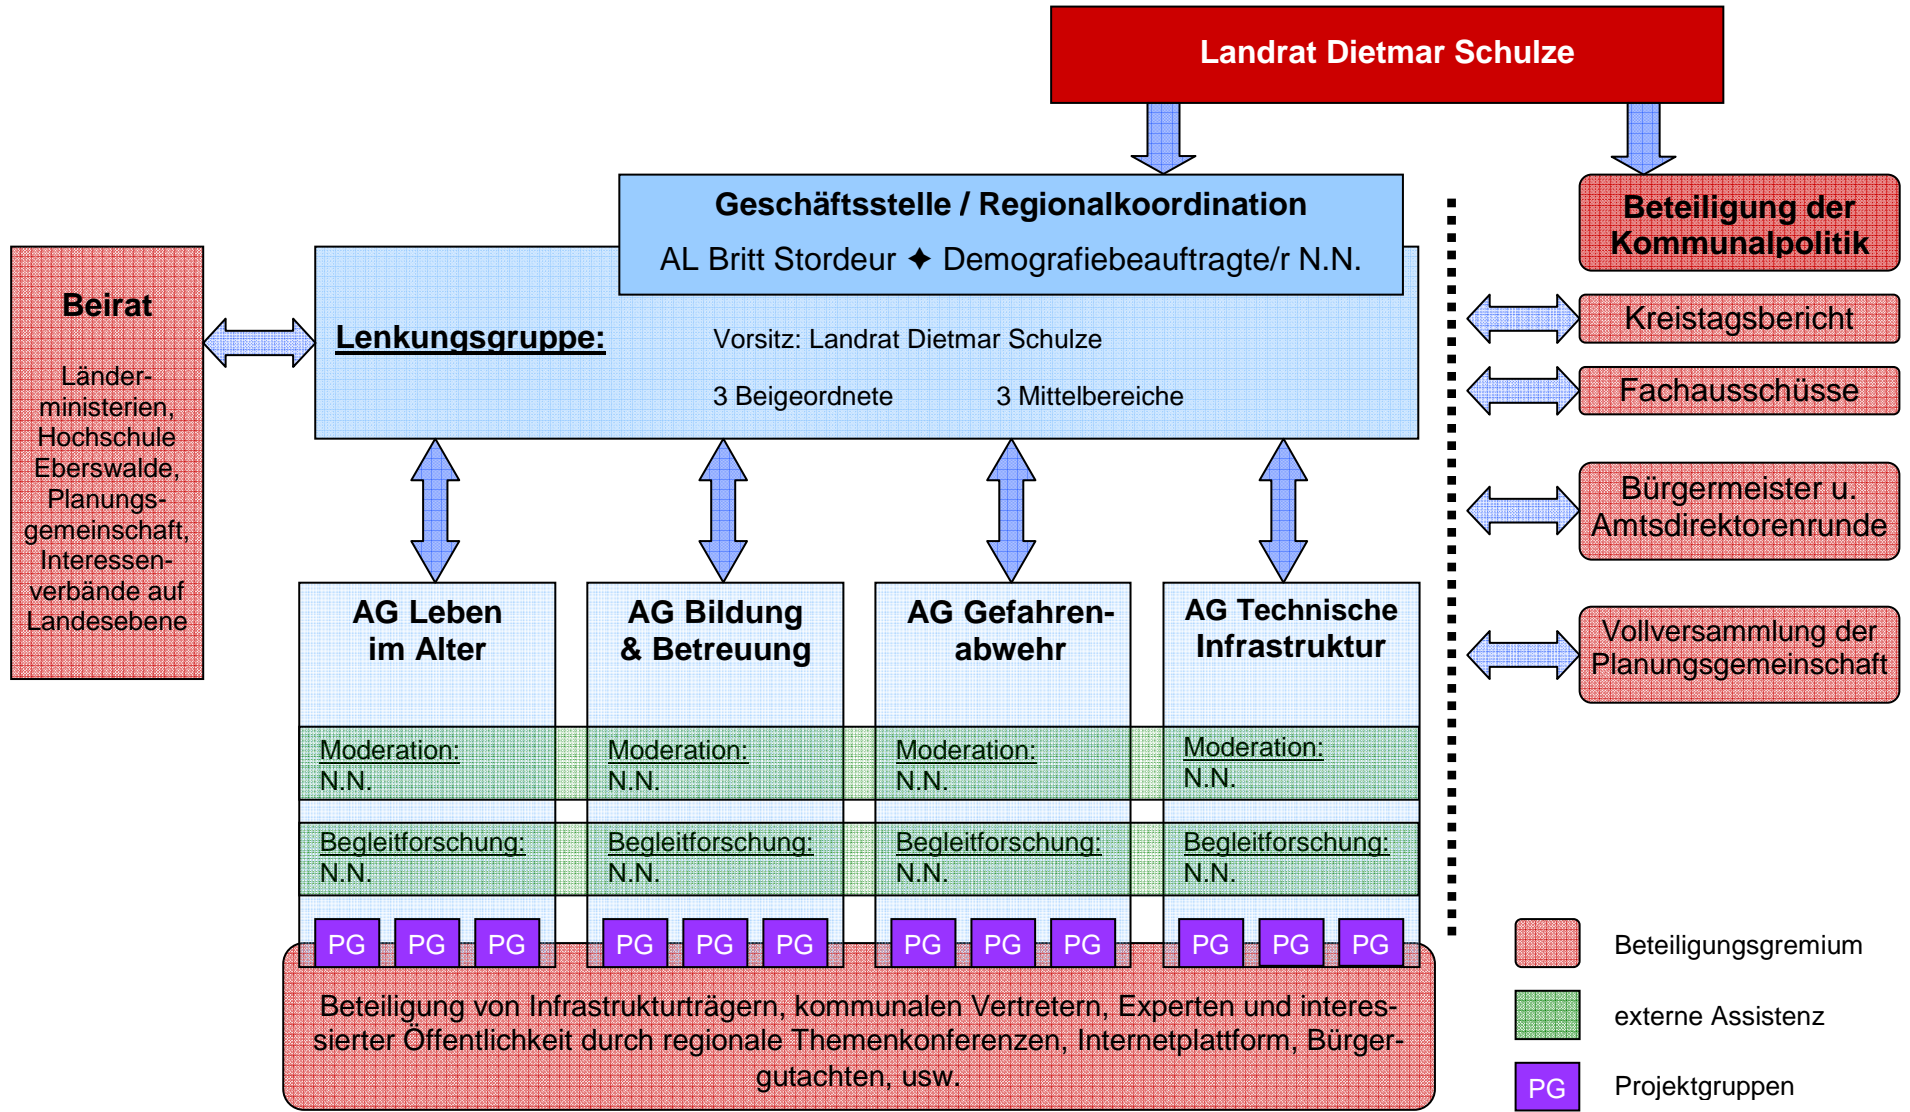 Landrat Dietmar Schulze
Geschäftsstelle / Regionalkoordination
AL Britt Stordeur ✦ Demografiebeauftragte/r N.N.
Beteiligung der
Kommunalpolitik
Beirat
Länder-
ministerien,
Hochschule
Eberswalde,
Planungs-
gemeinschaft,
Interessen-
verbände auf
Landesebene
Lenkungsgruppe:
Vorsitz: Landrat Dietmar Schulze
3 Beigeordnete 3 Mittelbereiche
Kreistagsbericht
Fachausschüsse
Bürgermeister u.
Amtsdirektorenrunde
Vollversammlung der
Planungsgemeinschaft
AG Leben
im Alter
Moderation:
N.N.
Begleitforschung:
N.N.
PG PG PG
AG Bildung
& Betreuung
Moderation:
N.N.
Begleitforschung:
N.N.
PG PG PG
AG Gefahren-
abwehr
Moderation:
N.N.
Begleitforschung:
N.N.
PG PG PG
AG Technische
Infrastruktur
Moderation:
N.N.
Begleitforschung:
N.N.
PG PG PG
Beteiligung von Infrastrukturträgern, kommunalen Vertretern, Experten und interes-
sierter Öffentlichkeit durch regionale Themenkonferenzen, Internetplattform, Bürger-
gutachten, usw.
Beteiligungsgremium
externe Assistenz
PG Projektgruppen